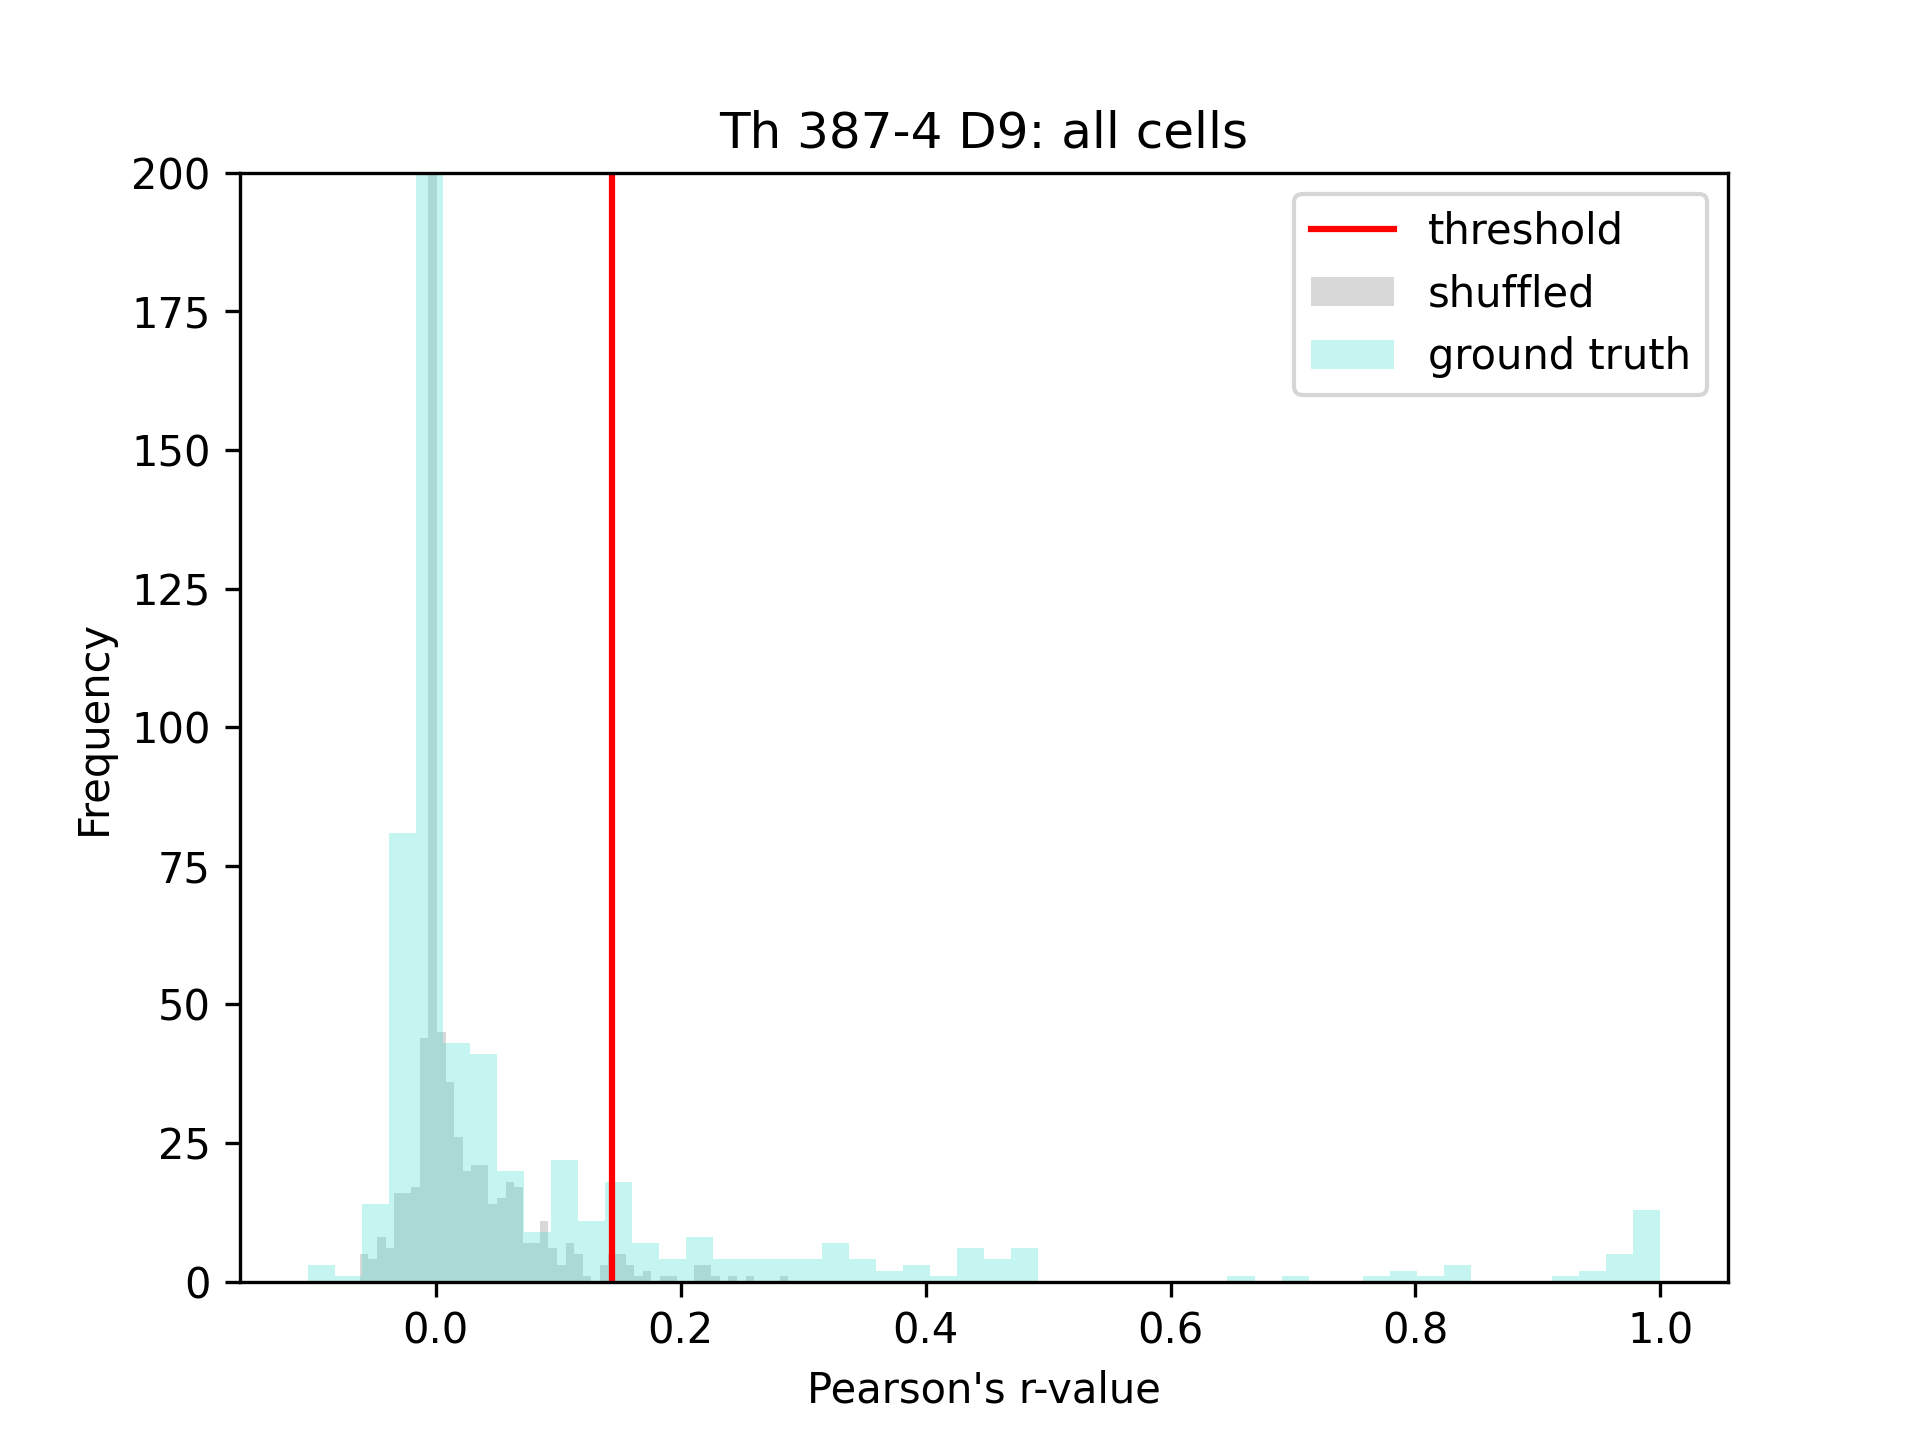 Th 387-4 D9: all cells
200
175
150
125
100
75
50
25
0
Frequency
threshold
shuffled
ground truth
0.0 0.2 0.4 0.6 0.8 1.0
Pearson's r-value